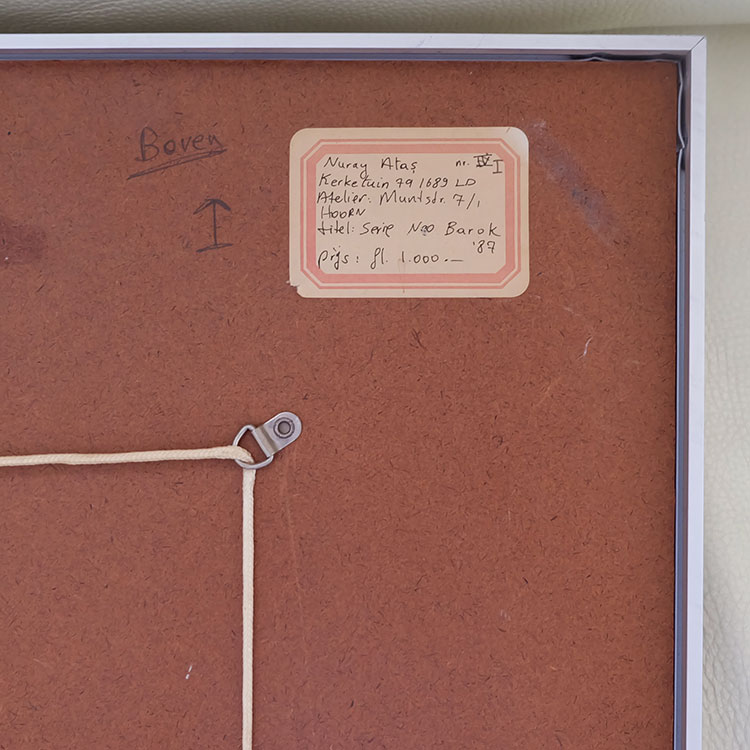 Boven
Nuray Ataş nr. I
Kerketuin 79 1689 LD
Atelier: Muntstr. 7/1
HOORN
titel: Serie Neo Barok
'87
prijs: fl. 1.000.—